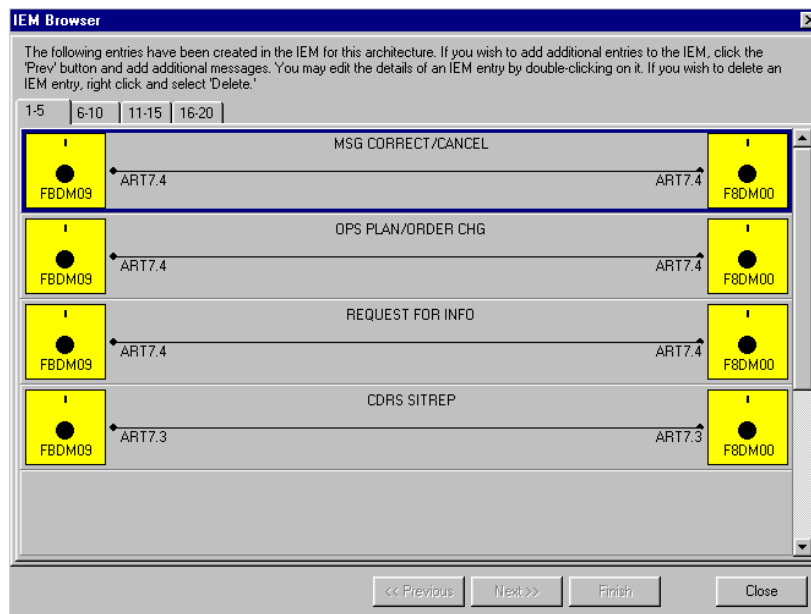 IEM Browser
The following entries have been created in the IEM for this architecture. If you wish to add additional entries to the IEM, click the
'Prev' button and add additional messages. You may edit the details of an IEM entry by double-clicking on it. If you wish to delete an
IEM entry, right click and select 'Delete.'
1-5 6-10 11-15 16-20
MSG CORRECT/CANCEL
I I
ART7.4 ART7.4
FBDM09 F8DM00
OPS PLAN/ORDER CHG
I I
ART7.4 ART7.4
FBDM09 F8DM00
REQUEST FOR INFO
I I
ART7.4 ART7.4
FBDM09 F8DM00
CDRS SITREP
I I
ART7.3 ART7.3
FBDM09 F8DM00
<< Previous Next >> Finish Close